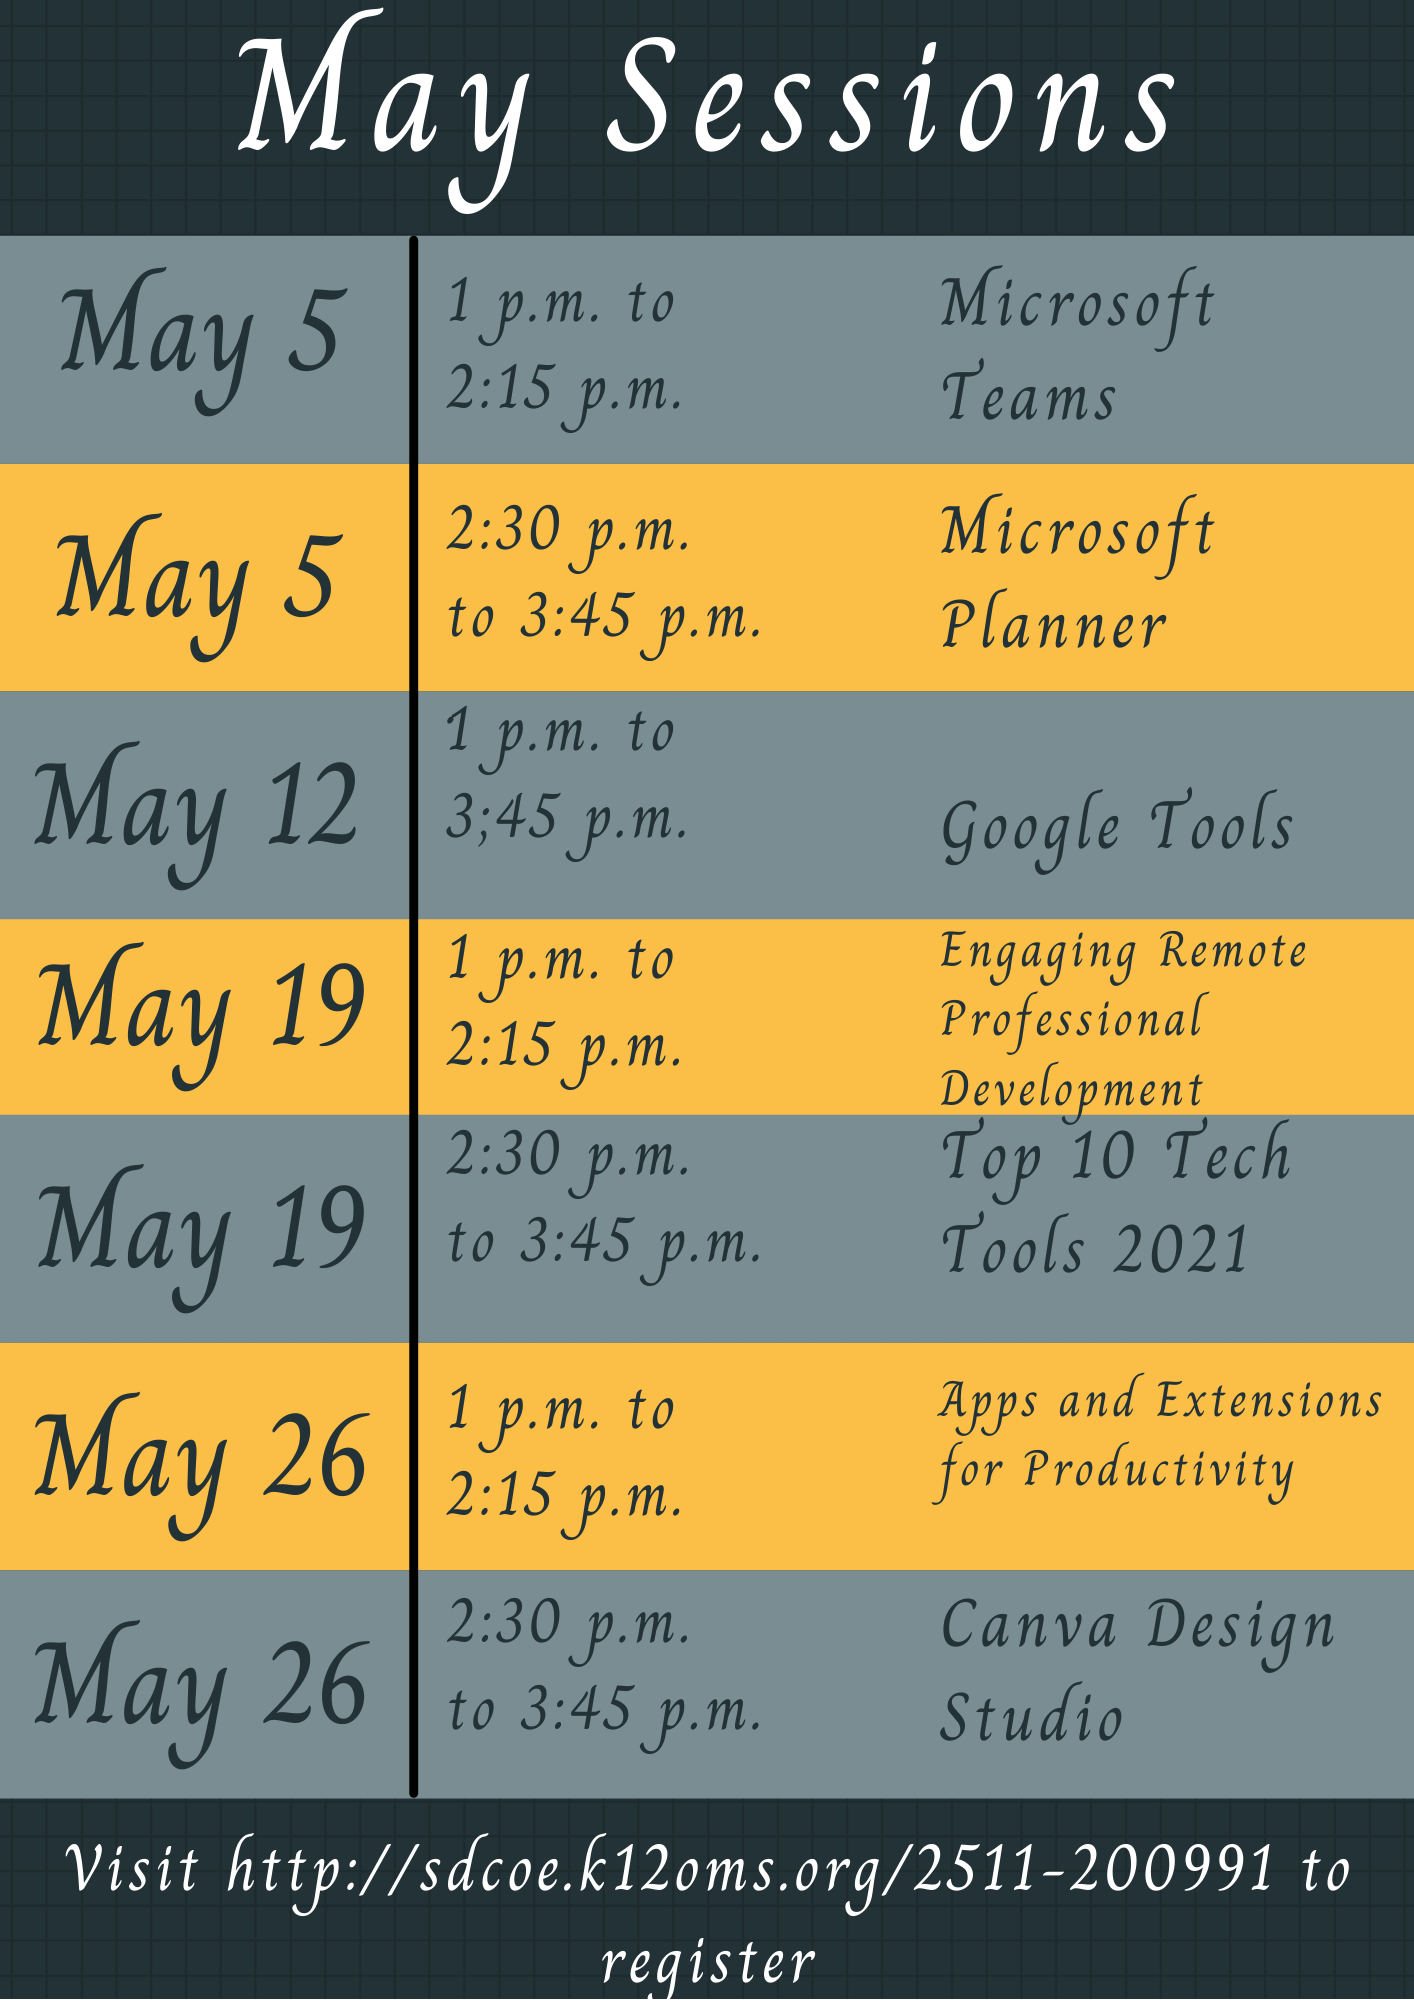 May Sessions
May 5
1 p.m. to
2:15 p.m.
Microsoft
Teams
May 5
2:30 p.m.
to 3:45 p.m.
Microsoft
Planner
May 12
1 p.m. to
3;45 p.m.
Google Tools
May 19
1 p.m. to
2:15 p.m.
Engaging Remote
Professional
Development
May 19
2:30 p.m.
to 3:45 p.m.
Top 10 Tech
Tools 2021
May 26
1 p.m. to
2:15 p.m.
Apps and Extensions
for Productivity
May 26
2:30 p.m.
to 3:45 p.m.
Canva Design
Studio
Visit http://sdcoe.k12oms.org/2511-200991 to
register